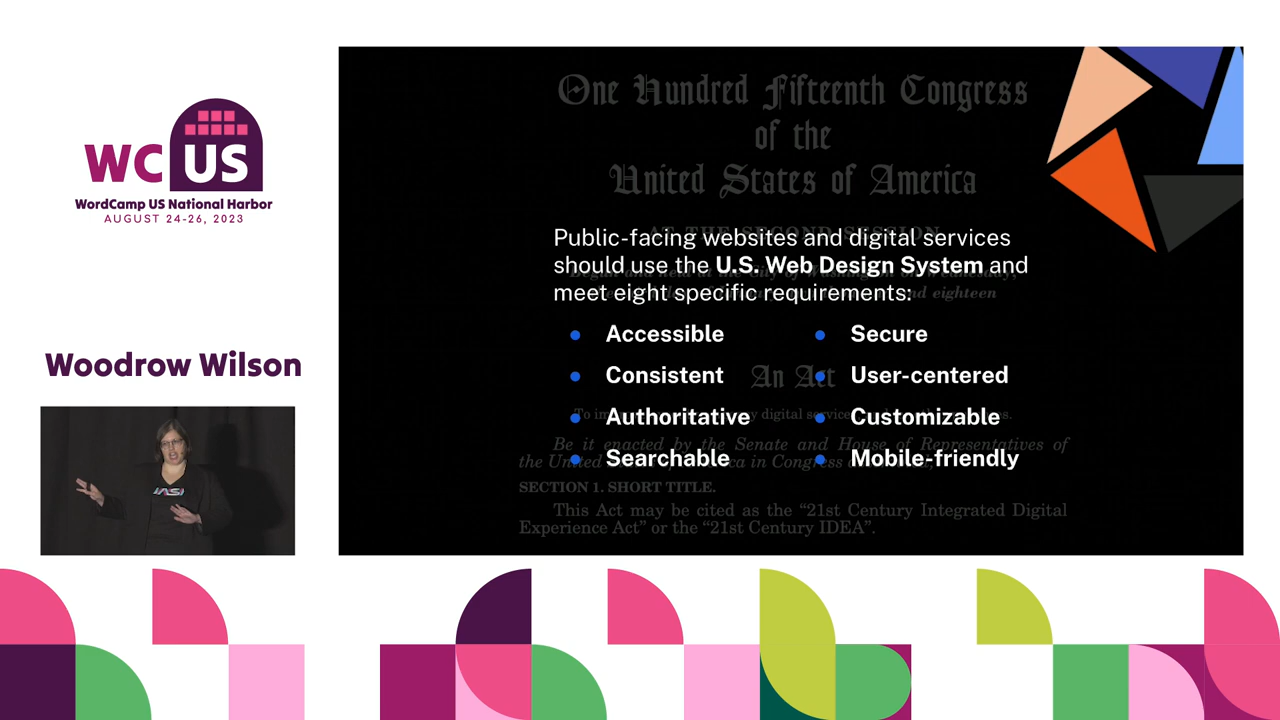 WC US
WordCamp US National Harbor
AUGUST 24-26, 2023
Woodrow Wilson
One Hundred Fifteenth Congress
of the
United States of America
AT THE SECOND SESSION
Public-facing websites and digital services
should use the U.S. Web Design System and
meet eight specific requirements:
Accessible
Consistent
Authoritative
Searchable
Secure
User-centered
Customizable
Mobile-friendly
An Act
Be it enacted by the Senate and House of Representatives of
SECTION 1. SHORT TITLE.
This Act may be cited as the “21st Century Integrated Digital
Experience Act” or the “21st Century IDEA”.